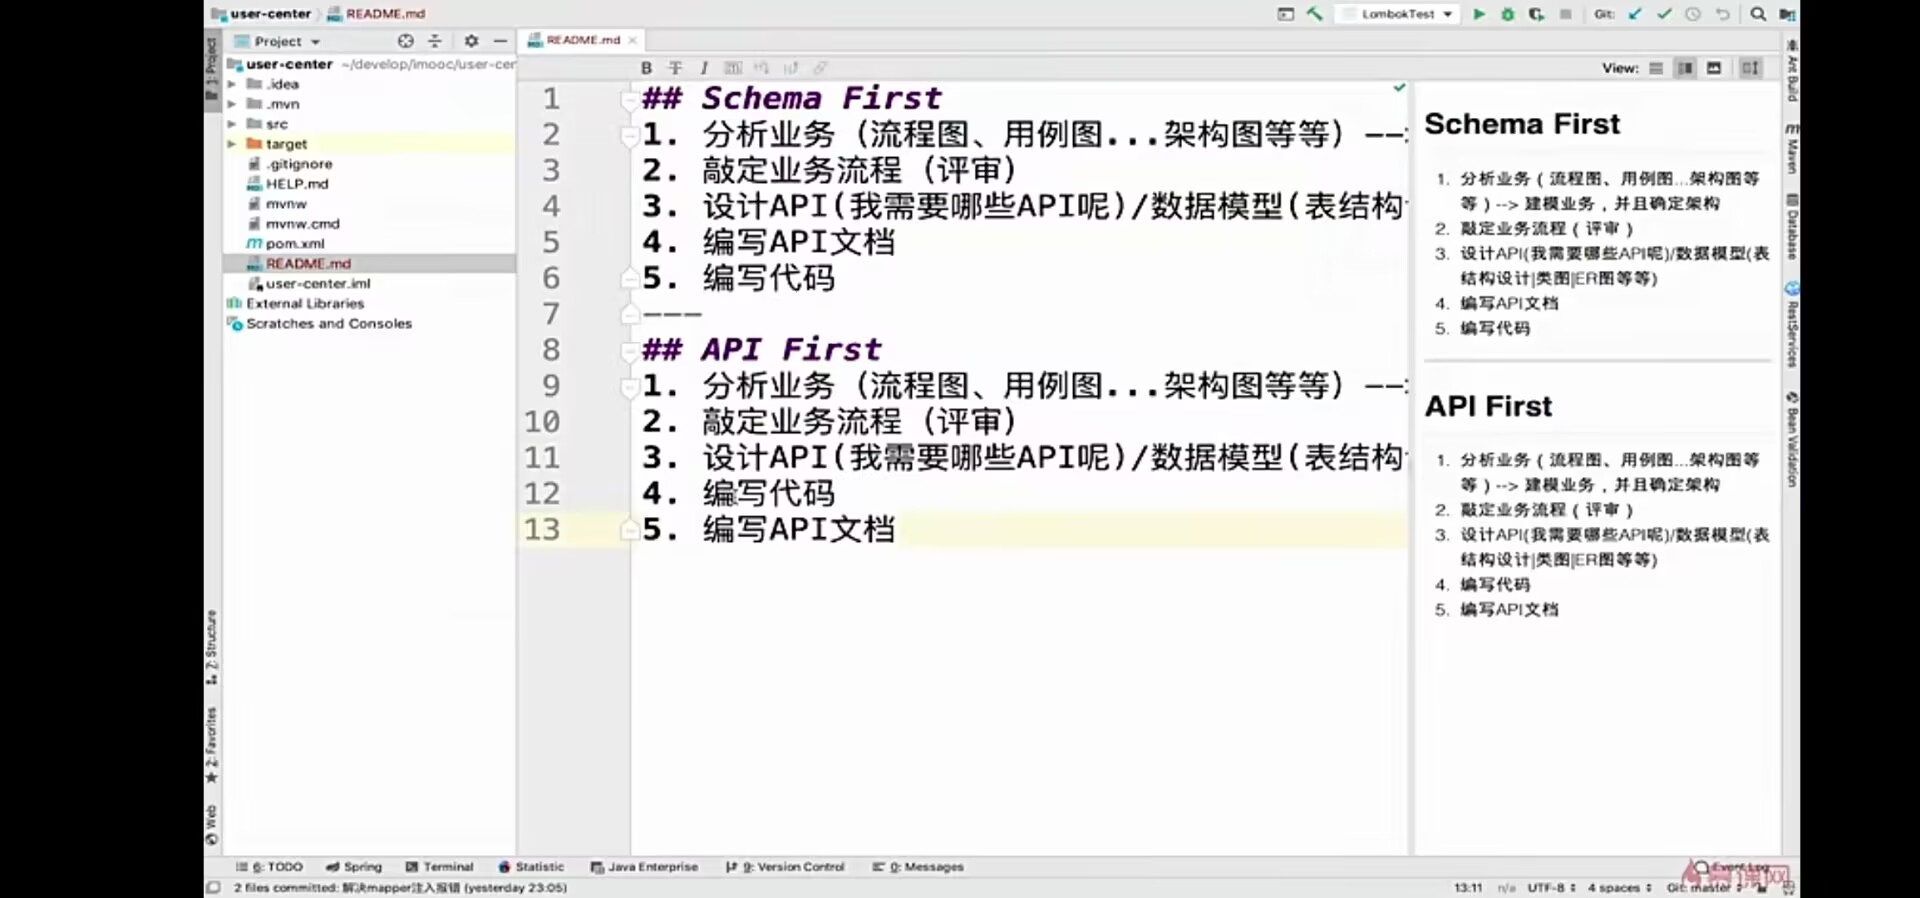 user-center
README.md
LombokTest
Git:
Project
README.md
1: Project
user-center ~/develop/imooc/user-cer
.idea
.mvn
src
target
.gitignore
HELP.md
mvnw
mvnw.cmd
pom.xml
README.md
user-center.iml
External Libraries
Scratches and Consoles
B I
View:
1 ## Schema First
2 1. 分析业务（流程图、用例图...架构图等等）--
3 2. 敲定业务流程（评审）
4 3. 设计API(我需要哪些API呢)/数据模型(表结构
5 4. 编写API文档
6 5. 编写代码
7 ---
8 ## API First
9 1. 分析业务（流程图、用例图...架构图等等）--
10 2. 敲定业务流程（评审）
11 3. 设计API(我需要哪些API呢)/数据模型(表结构
12 4. 编写代码
13 5. 编写API文档
Schema First
1. 分析业务（流程图、用例图...架构图等
等）--> 建模业务，并且确定架构
2. 敲定业务流程（评审）
3. 设计API(我需要哪些API呢)/数据模型(表
结构设计|类图|ER图等等)
4. 编写API文档
5. 编写代码
API First
1. 分析业务（流程图、用例图...架构图等
等）--> 建模业务，并且确定架构
2. 敲定业务流程（评审）
3. 设计API(我需要哪些API呢)/数据模型(表
结构设计|类图|ER图等等)
4. 编写代码
5. 编写API文档
Ant Build
Maven
Database
RestServices
Bean Validation
Z: Structure
2: Favorites
Web
6: TODO
Spring
Terminal
Statistic
Java Enterprise
9: Version Control
0: Messages
Event Log
慕课网
2 files committed: 解决mapper注入报错 (yesterday 23:05)
13:11 n/a UTF-8 4 spaces Git: master